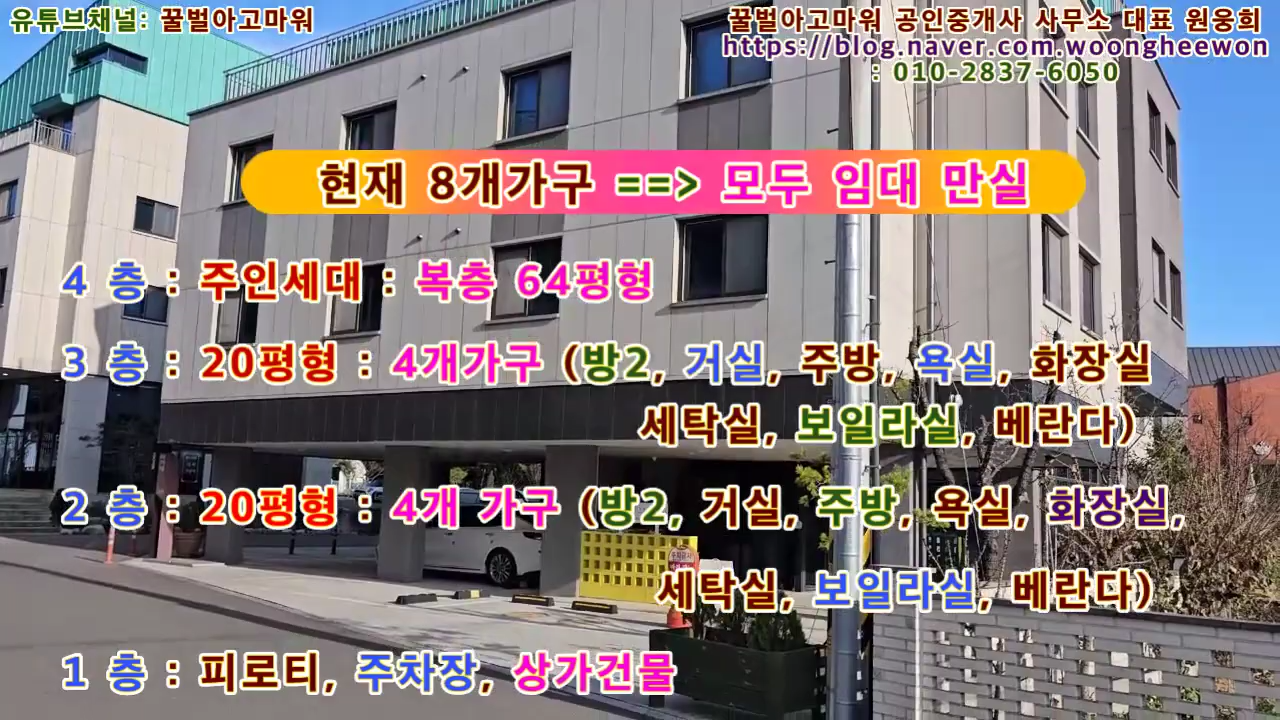 유튜브채널: 꿀벌아고마워
꿀벌아고마워 공인중개사 사무소 대표 원웅희
https://blog.naver.com.woongheewon
: 010-2837-6050
현재 8개가구 ==> 모두 임대 만실
4 층 : 주인세대 : 복층 64평형
3 층 : 20평형 : 4개가구 (방2, 거실, 주방, 욕실, 화장실
세탁실, 보일라실, 베란다)
2 층 : 20평형 : 4개 가구 (방2, 거실, 주방, 욕실, 화장실,
세탁실, 보일라실, 베란다)
1 층 : 피로티, 주차장, 상가건물